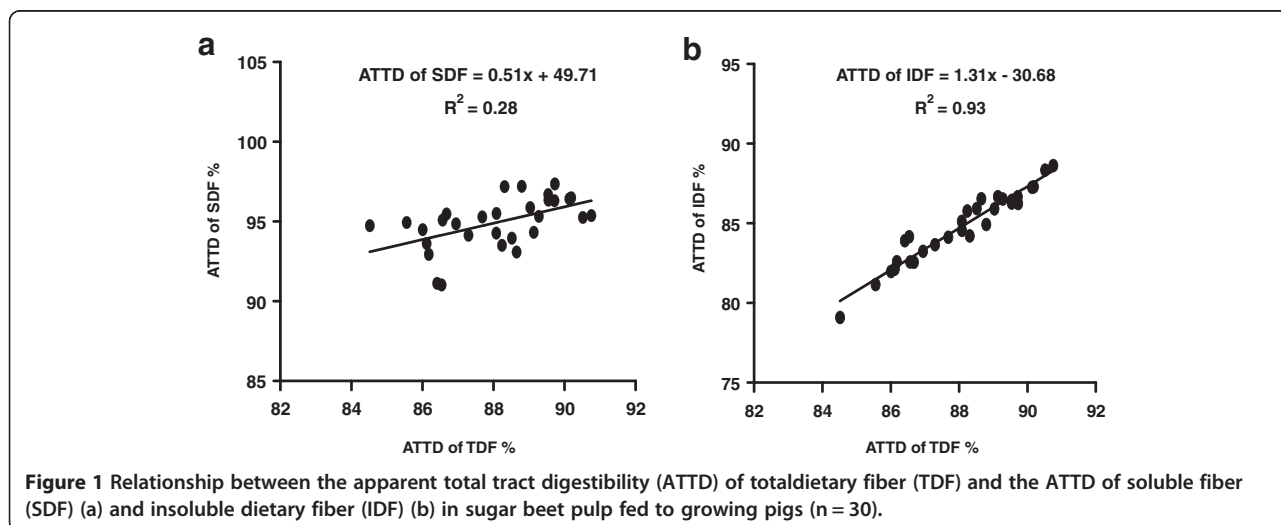 a
ATTD of SDF = 0.51x + 49.71
R² = 0.28
105
100
95
90
85
ATTD of SDF %
82 84 86 88 90 92
ATTD of TDF %
b
ATTD of IDF = 1.31x - 30.68
R² = 0.93
95
90
85
80
75
ATTD of IDF %
82 84 86 88 90 92
ATTD of TDF %
Figure 1 Relationship between the apparent total tract digestibility (ATTD) of totaldietary fiber (TDF) and the ATTD of soluble fiber
(SDF) (a) and insoluble dietary fiber (IDF) (b) in sugar beet pulp fed to growing pigs (n = 30).